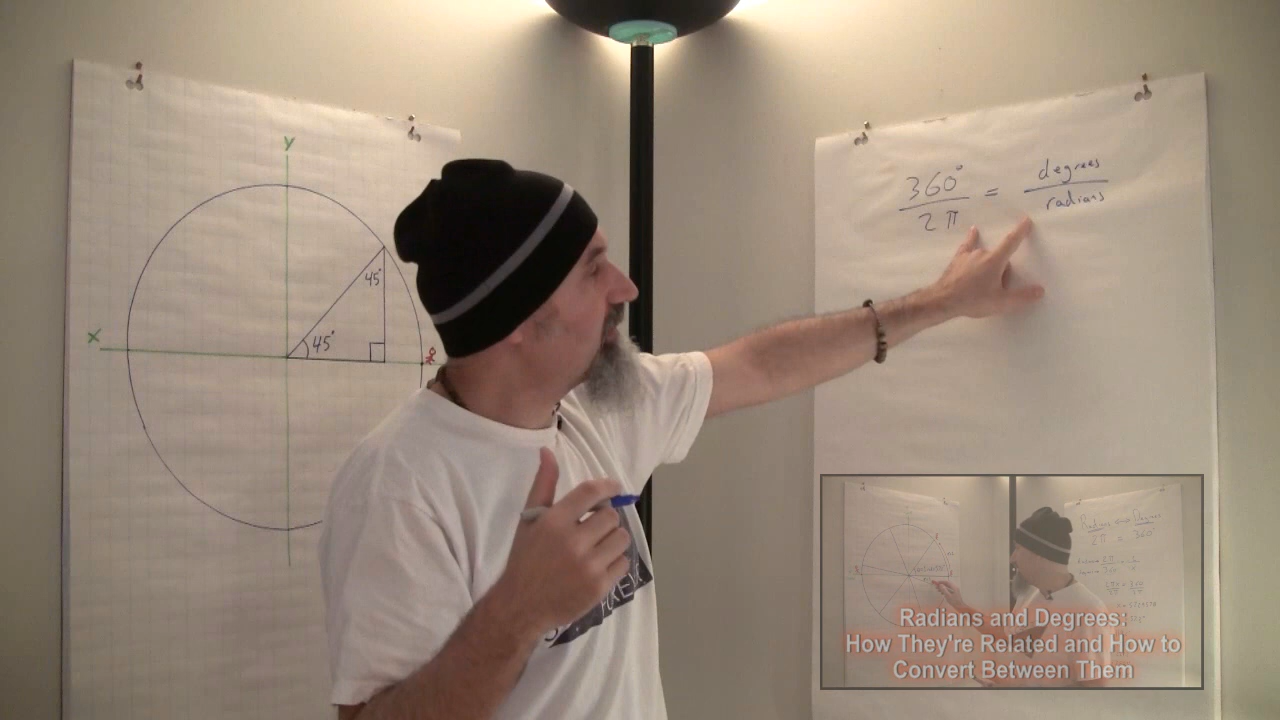 y
x
45°
45°
360° = degrees
2π radians
FOREV
Radians and Degrees:
How They're Related and How to
Convert Between Them